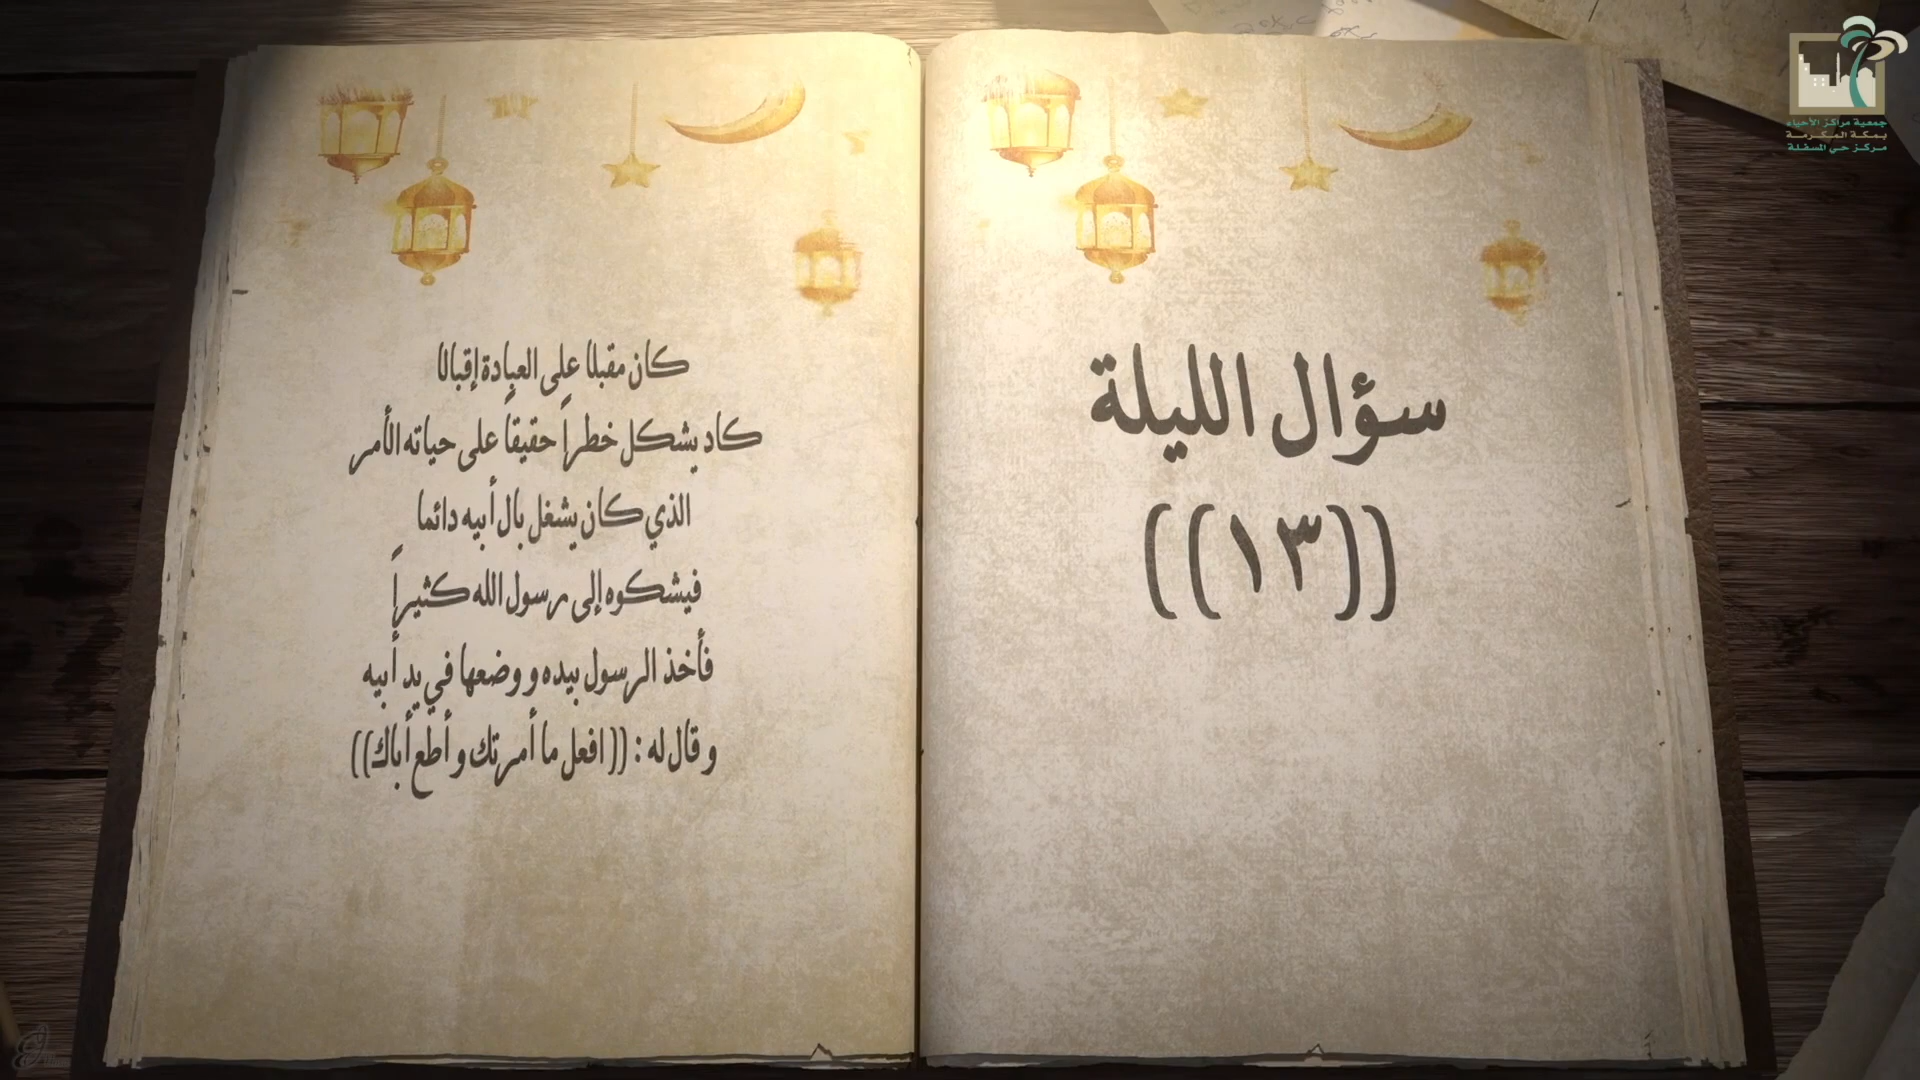 سؤال الليلة
((١٣))
كان مقبلا على العبادة إقبالا
كاد يشكل خطراً حقيقاً على حياته الأمر
الذي كان يشغل بال أبيه دائما
فيشكوه إلى رسول الله كثيراً
فأخذ الرسول بيده و وضعها في يد أبيه
و قال له : (( افعل ما أمرتك و أطع أباك))
جمعية مراكز الأحياء
بمكة المكرمة
مركز حي المسفلة